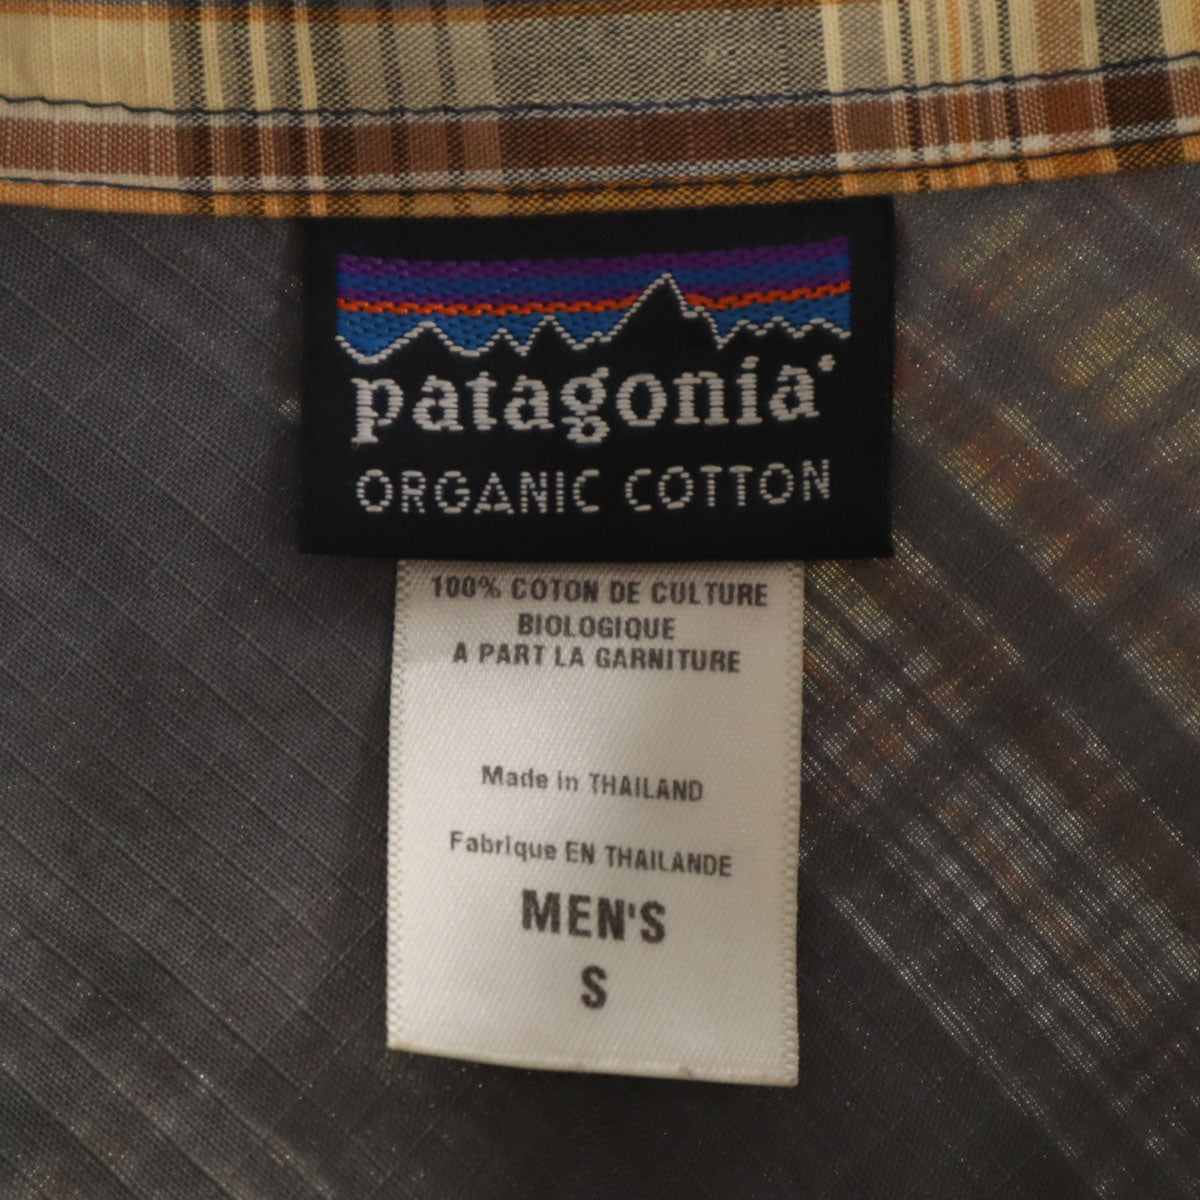 patagonia
ORGANIC COTTON
100% COTON DE CULTURE
BIOLOGIQUE
A PART LA GARNITURE
Made in THAILAND
Fabrique EN THAILANDE
MEN'S
S